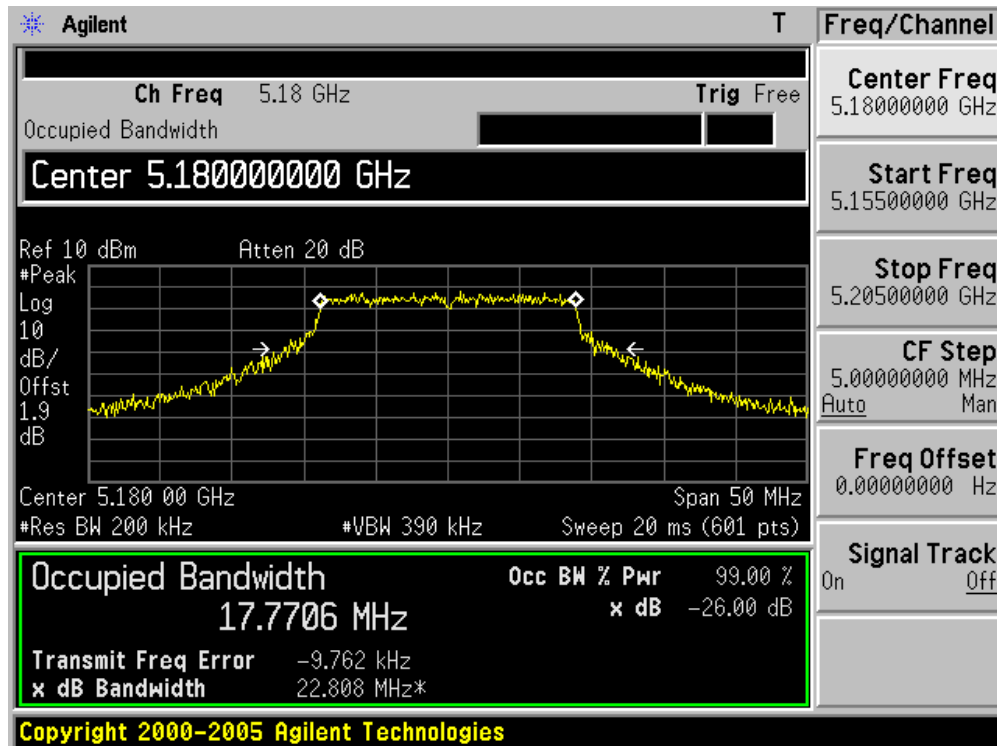 Agilent T
Ch Freq 5.18 GHz Trig Free
Occupied Bandwidth
Center 5.180000000 GHz
Ref 10 dBm Atten 20 dB
#Peak
Log
10
dB/
Offst
1.9
dB
Center 5.180 00 GHz Span 50 MHz
#Res BW 200 kHz #VBW 390 kHz Sweep 20 ms (601 pts)
Occupied Bandwidth Occ BW % Pwr 99.00 %
17.7706 MHz x dB -26.00 dB
Transmit Freq Error -9.762 kHz
x dB Bandwidth 22.808 MHz*
Copyright 2000-2005 Agilent Technologies
Freq/Channel
Center Freq
5.18000000 GHz
Start Freq
5.15500000 GHz
Stop Freq
5.20500000 GHz
CF Step
5.00000000 MHz
Auto Man
Freq Offset
0.00000000 Hz
Signal Track
On Off